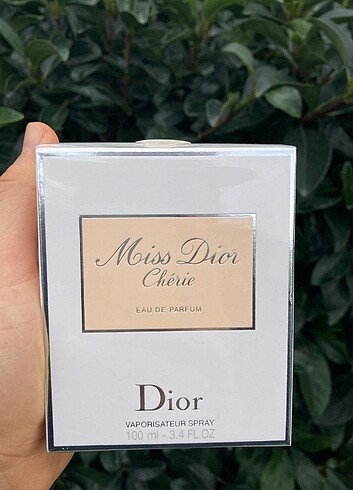 Miss Dior
Chérie
EAU DE PARFUM
Dior
VAPORISATEUR SPRAY
100 ml - 3.4 FL.OZ